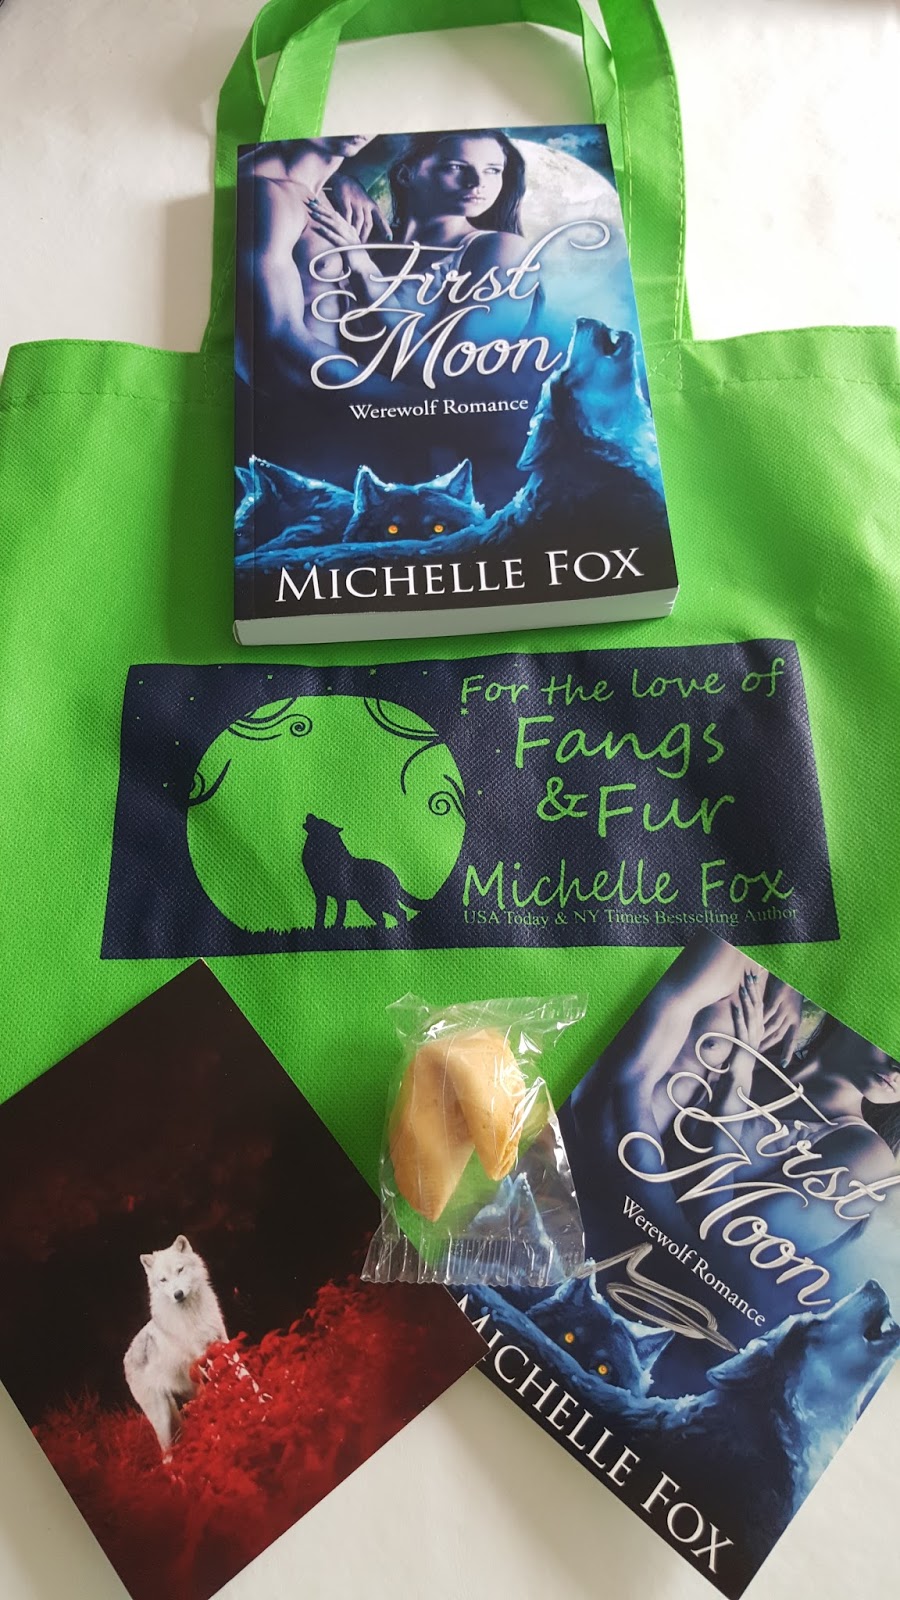 First
Moon
Werewolf Romance
MICHELLE FOX
For the love of
Fangs
& Fur
Michelle Fox
USA Today & NY Times Bestselling Author
First
Moon
Werewolf Romance
MICHELLE FOX